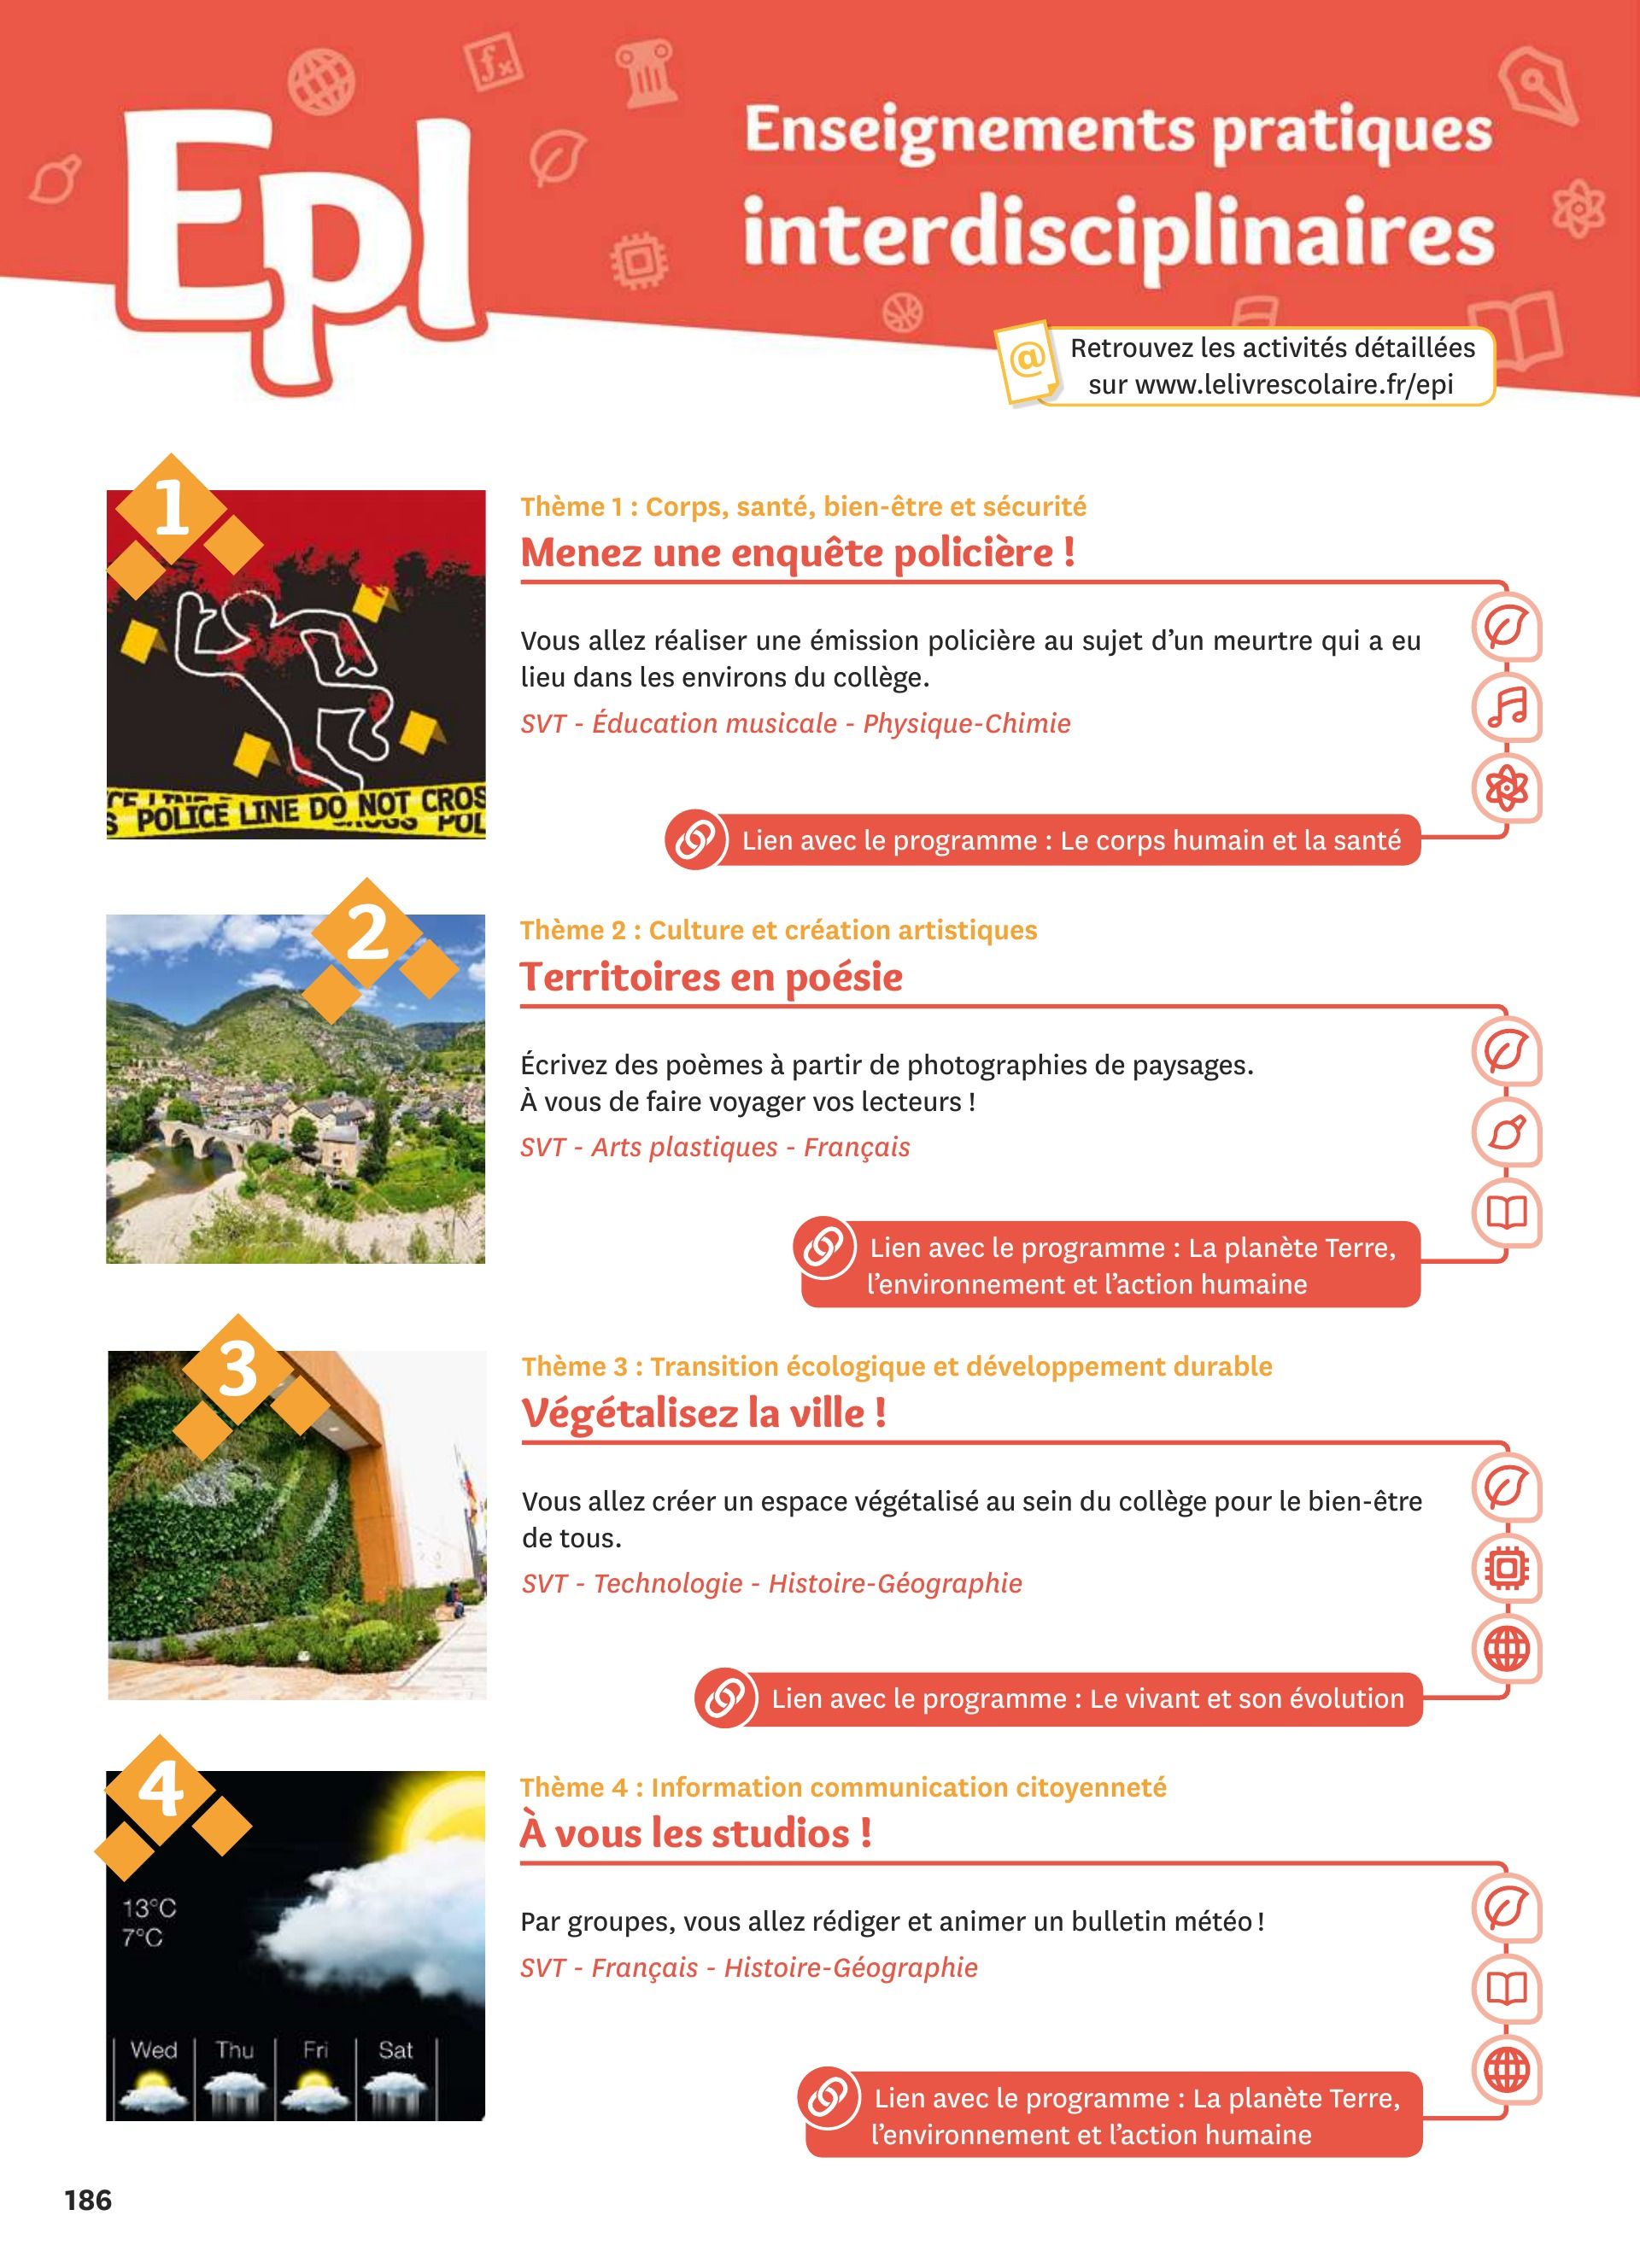 EpI
Enseignements pratiques
interdisciplinaires
@
Retrouvez les activités détaillées
sur www.lelivrescolaire.fr/epi
1
POLICE LINE DO NOT CROS
Thème 1 : Corps, santé, bien-être et sécurité
Menez une enquête policière !
Vous allez réaliser une émission policière au sujet d'un meurtre qui a eu
lieu dans les environs du collège.
SVT - Éducation musicale - Physique-Chimie
Lien avec le programme : Le corps humain et la santé
2
Thème 2 : Culture et création artistiques
Territoires en poésie
Écrivez des poèmes à partir de photographies de paysages.
À vous de faire voyager vos lecteurs !
SVT - Arts plastiques - Français
Lien avec le programme : La planète Terre,
l'environnement et l'action humaine
3
Thème 3 : Transition écologique et développement durable
Végétalisez la ville !
Vous allez créer un espace végétalisé au sein du collège pour le bien-être
de tous.
SVT - Technologie - Histoire-Géographie
Lien avec le programme : Le vivant et son évolution
4
13°C
7°C
Wed Thu Fri Sat
Thème 4 : Information communication citoyenneté
À vous les studios !
Par groupes, vous allez rédiger et animer un bulletin météo !
SVT - Français - Histoire-Géographie
Lien avec le programme : La planète Terre,
l'environnement et l'action humaine
186